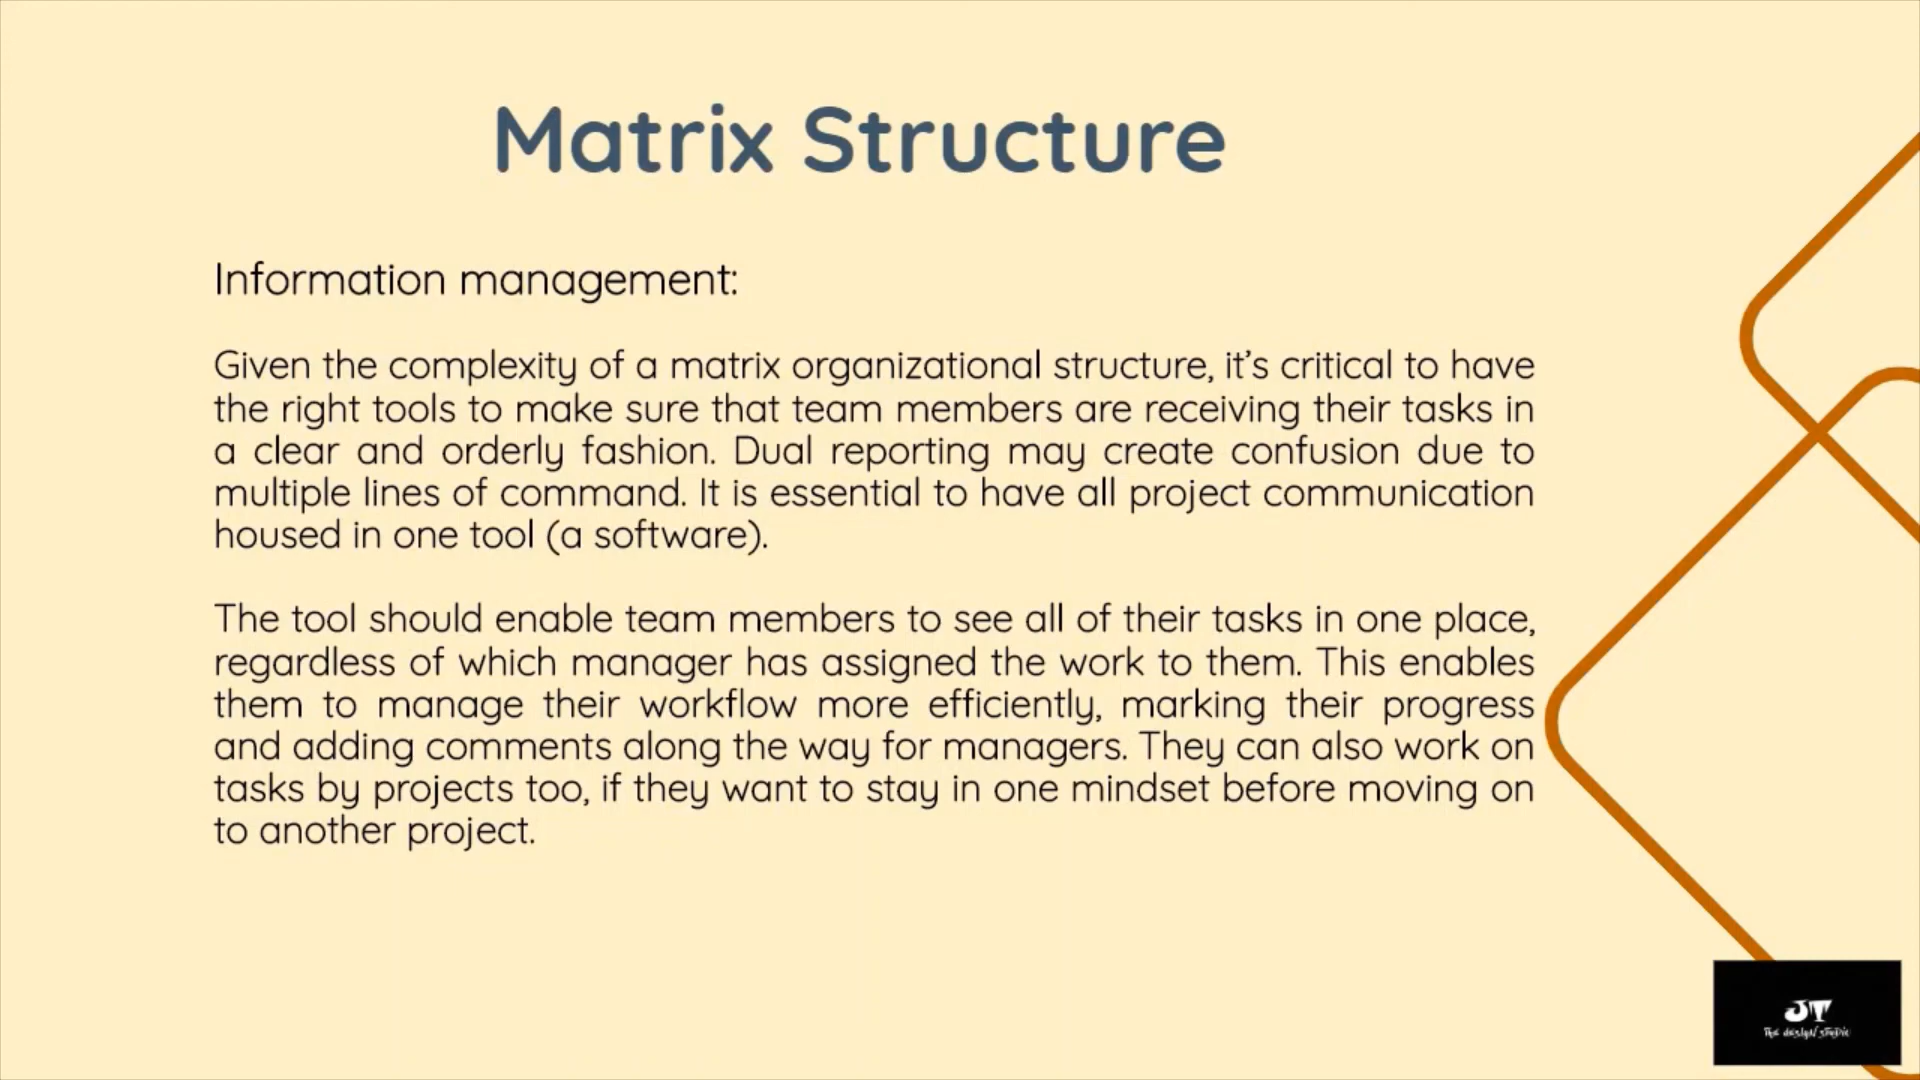 Matrix Structure
Information management:
Given the complexity of a matrix organizational structure, it's critical to have
the right tools to make sure that team members are receiving their tasks in
a clear and orderly fashion. Dual reporting may create confusion due to
multiple lines of command. It is essential to have all project communication
housed in one tool (a software).
The tool should enable team members to see all of their tasks in one place,
regardless of which manager has assigned the work to them. This enables
them to manage their workflow more efficiently, marking their progress
and adding comments along the way for managers. They can also work on
tasks by projects too, if they want to stay in one mindset before moving on
to another project.
JT
The design studio